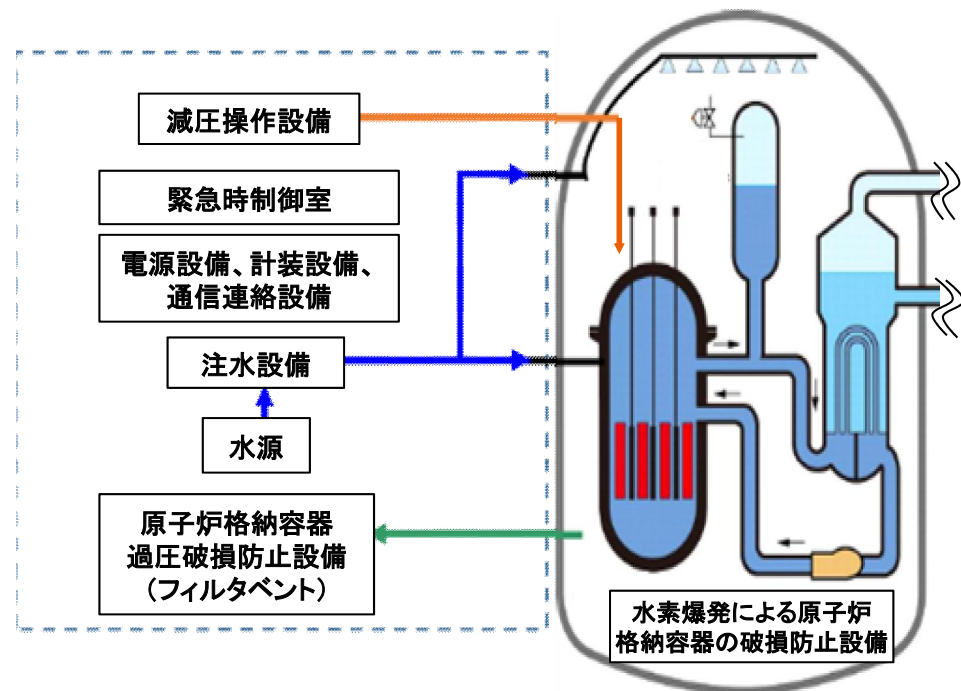 減圧操作設備
緊急時制御室
電源設備、計装設備、
通信連絡設備
注水設備
水源
原子炉格納容器
過圧破損防止設備
（フィルタベント）
水素爆発による原子炉
格納容器の破損防止設備